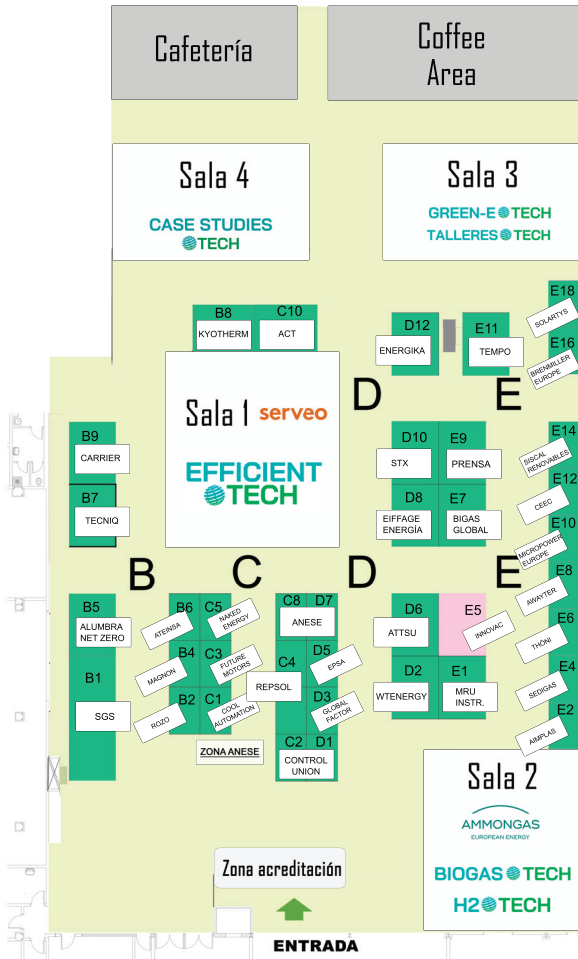 Cafetería
Coffee
Area
Sala 4
CASE STUDIES
TECH
Sala 3
GREEN-E TECH
TALLERES TECH
E18
SOLARTYS
B8
KYOTHERM
C10
ACT
D12
ENERGIKA
E11
TEMPO
E16
BRENMILLER
EUROPE
D
E
Sala 1 serveo
EFFICIENT
TECH
B9
CARRIER
B7
TECNIQ
D10
STX
E9
PRENSA
E14
SISCAL
RENOVABLES
D8
EIFFAGE
ENERGÍA
E7
BIGAS
GLOBAL
E12
CEEC
E10
MICROPOWER
EUROPE
B
C
D
E
E8
AWAYTER
B5
ALUMBRA
NET ZERO
B6
ATEINSA
C5
NAKED
ENERGY
C8
D7
ANESE
D6
ATTSU
E5
INNOVAC
E6
THÖNI
B1
SGS
B4
MAGNON
C3
FUTURE
MOTORS
C4
REPSOL
D5
EPSA
D2
WTENERGY
E1
MRU
INSTR.
E4
SEDIGAS
B2
ROZO
C1
COOL
AUTOMATION
D3
GLOBAL
FACTOR
E2
AIMPLAS
ZONA ANESE
C2
D1
CONTROL
UNION
Sala 2
AMMONGAS
EUROPEAN ENERGY
BIOGAS TECH
H2 TECH
Zona acreditación
ENTRADA